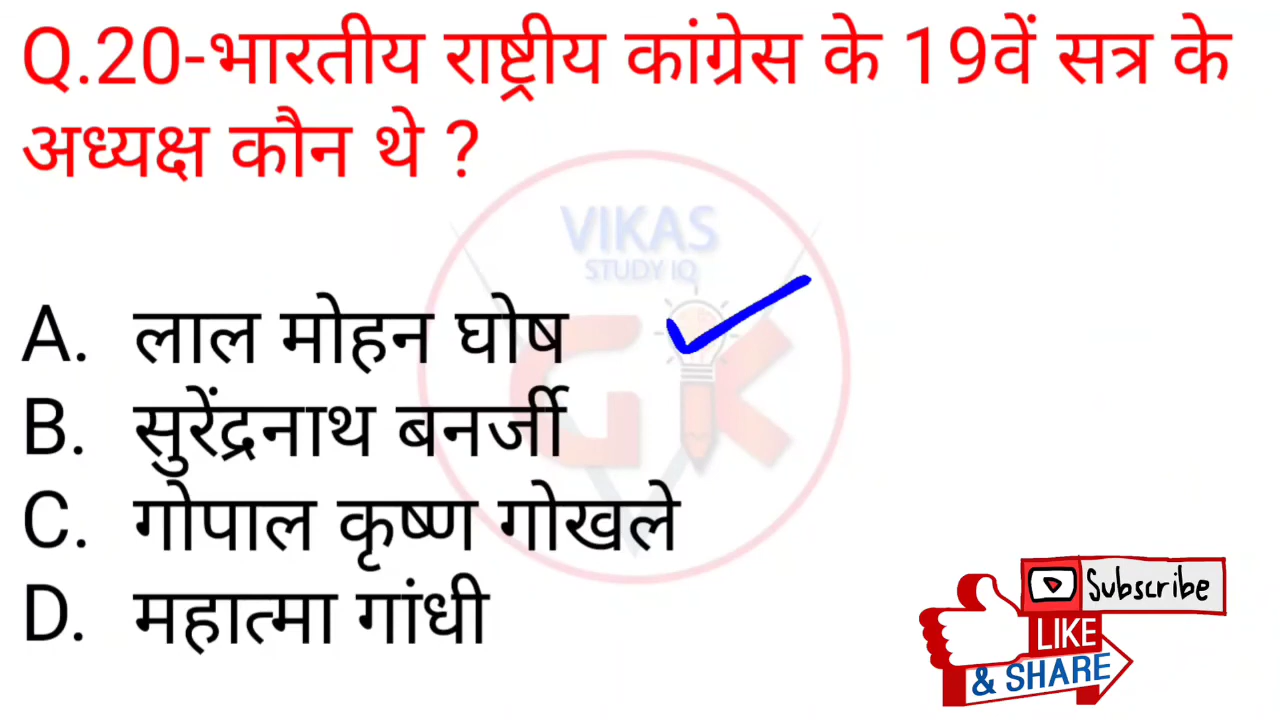 Q.20-भारतीय राष्ट्रीय कांग्रेस के 19वें सत्र के
अध्यक्ष कौन थे ?
VIKAS
STUDY IQ
GK
A. लाल मोहन घोष
B. सुरेंद्रनाथ बनर्जी
C. गोपाल कृष्ण गोखले
D. महात्मा गांधी
Subscribe
LIKE
& SHARE